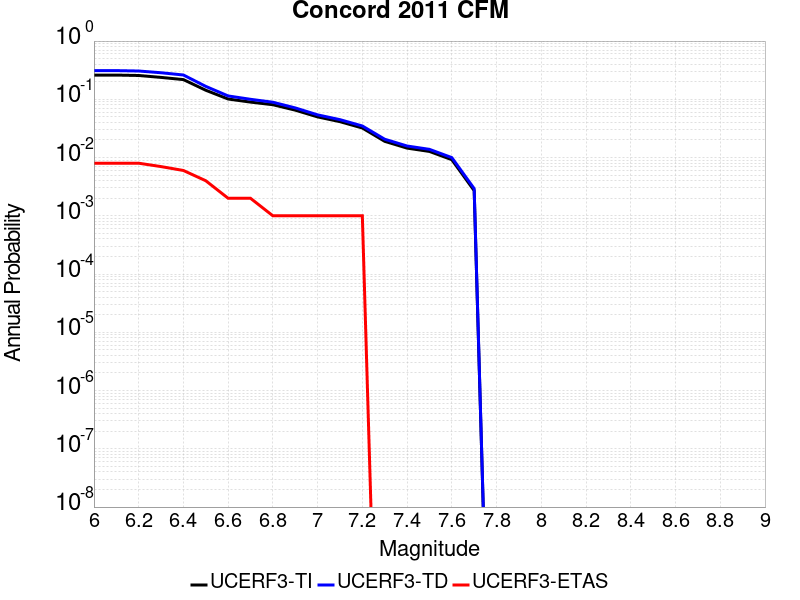 Concord 2011 CFM
Annual Probability
10^0
10^-1
10^-2
10^-3
10^-4
10^-5
10^-6
10^-7
10^-8
6 6.2 6.4 6.6 6.8 7 7.2 7.4 7.6 7.8 8 8.2 8.4 8.6 8.8 9
Magnitude
UCERF3-TI UCERF3-TD UCERF3-ETAS